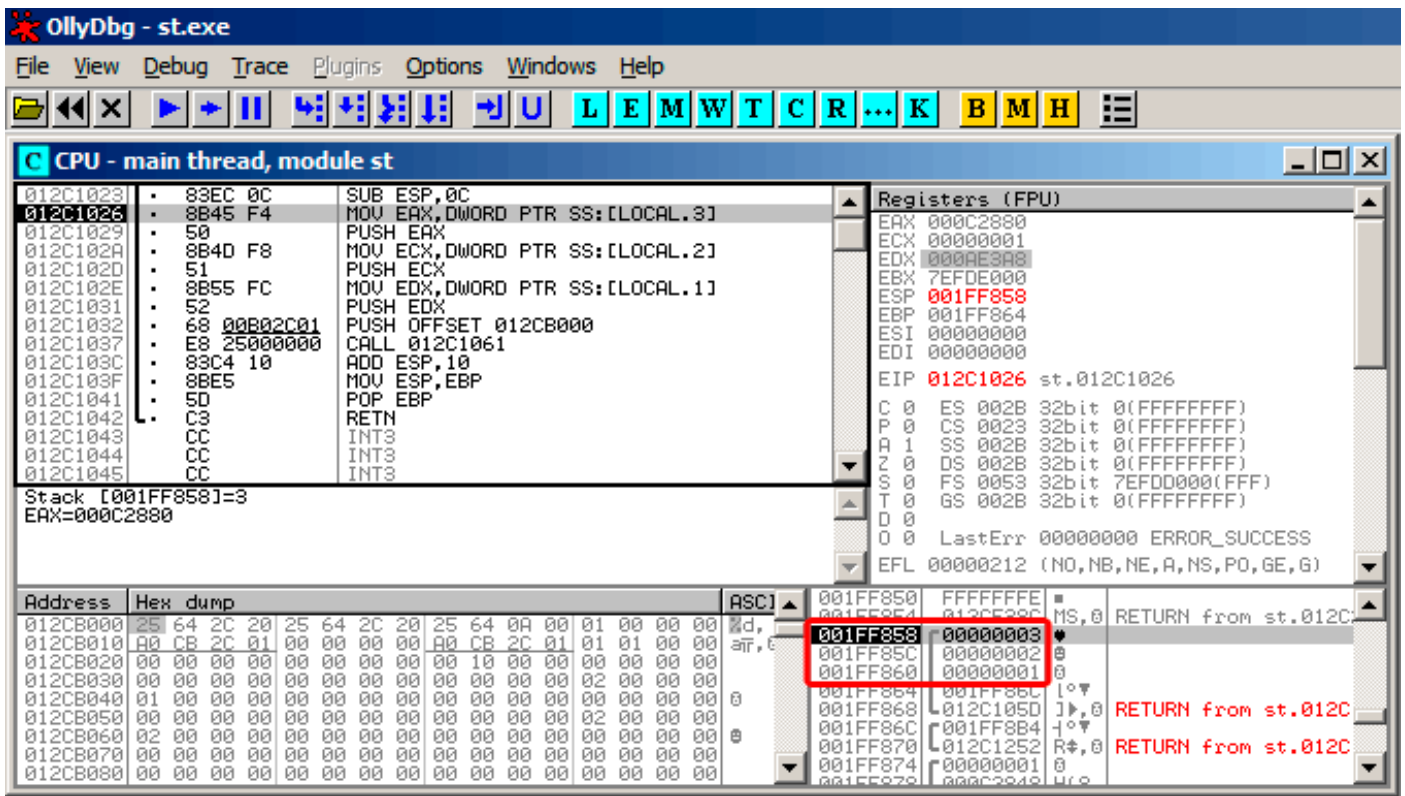 OllyDbg - st.exe
File View Debug Trace Plugins Options Windows Help
L E M W T C R ... K B M H
C CPU - main thread, module st
012C1023 · 83EC 0C SUB ESP,0C
012C1026 · 8B45 F4 MOV EAX,DWORD PTR SS:[LOCAL.3]
012C1029 · 50 PUSH EAX
012C102A · 8B4D F8 MOV ECX,DWORD PTR SS:[LOCAL.2]
012C102D · 51 PUSH ECX
012C102E · 8B55 FC MOV EDX,DWORD PTR SS:[LOCAL.1]
012C1031 · 52 PUSH EDX
012C1032 · 68 00B02C01 PUSH OFFSET 012CB000
012C1037 · E8 25000000 CALL 012C1061
012C103C · 83C4 10 ADD ESP,10
012C103F · 8BE5 MOV ESP,EBP
012C1041 · 5D POP EBP
012C1042 · C3 RETN
012C1043 CC INT3
012C1044 CC INT3
012C1045 CC INT3
Stack [001FF858]=3
EAX=000C2880
Registers (FPU)
EAX 000C2880
ECX 00000001
EDX 000AE3A8
EBX 7EFDE000
ESP 001FF858
EBP 001FF864
ESI 00000000
EDI 00000000
EIP 012C1026 st.012C1026
C 0 ES 002B 32bit 0(FFFFFFFF)
P 0 CS 0023 32bit 0(FFFFFFFF)
A 1 SS 002B 32bit 0(FFFFFFFF)
Z 0 DS 002B 32bit 0(FFFFFFFF)
S 0 FS 0053 32bit 7EFDD000(FFF)
T 0 GS 002B 32bit 0(FFFFFFFF)
D 0
O 0 LastErr 00000000 ERROR_SUCCESS
EFL 00000212 (NO,NB,NE,A,NS,PO,GE,G)
Address Hex dump ASCI
012CB000 25 64 2C 20 25 64 2C 20 25 64 0A 00 01 00 00 00 %d,
012CB010 A0 CB 2C 01 00 00 00 00 A0 CB 2C 01 01 01 00 00
012CB020 00 00 00 00 00 00 00 00 00 10 00 00 00 00 00 00
012CB030 00 00 00 00 00 00 00 00 00 00 00 00 02 00 00 00
012CB040 01 00 00 00 00 00 00 00 00 00 00 00 00 00 00 00
012CB050 00 00 00 00 00 00 00 00 00 00 00 00 02 00 00 00
012CB060 02 00 00 00 00 00 00 00 00 00 00 00 00 00 00 00
012CB070 00 00 00 00 00 00 00 00 00 00 00 00 00 00 00 00
012CB080 00 00 00 00 00 00 00 00 00 00 00 00 00 00 00 00
001FF850 FFFFFFFE
001FF854 RETURN from st.012C
001FF858 00000003
001FF85C 00000002
001FF860 00000001
001FF864 001FF86C
001FF868 012C105D RETURN from st.012C
001FF86C 001FF8B4
001FF870 012C1252 RETURN from st.012C
001FF874 00000001